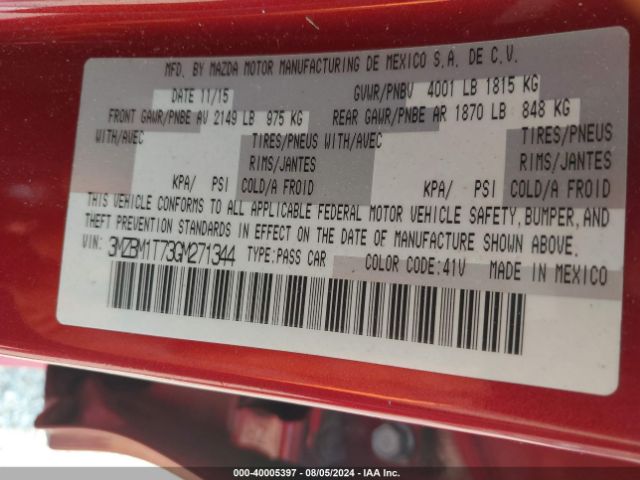 MFD. BY MAZDA MOTOR MANUFACTURING DE MEXICO S.A. DE C.V.
DATE 11/15 GVWR/PNBV 4001 LB 1815 KG
FRONT GAWR/PNBE AV 2149 LB 975 KG REAR GAWR/PNBE AR 1870 LB 848 KG
WITH/AVEC TIRES/PNEUS WITH/AVEC TIRES/PNEUS
RIMS/JANTES RIMS/JANTES
KPA/ PSI COLD/A FROID KPA/ PSI COLD/A FROID
THIS VEHICLE CONFORMS TO ALL APPLICABLE FEDERAL MOTOR VEHICLE SAFETY, BUMPER, AND
THEFT PREVENTION STANDARDS IN EFFECT ON THE DATE OF MANUFACTURE SHOWN ABOVE.
VIN: 3MZBM1T73GM271344 TYPE:PASS CAR COLOR CODE:41V MADE IN MEXICO
000-40005397 - 08/05/2024 - IAA Inc.